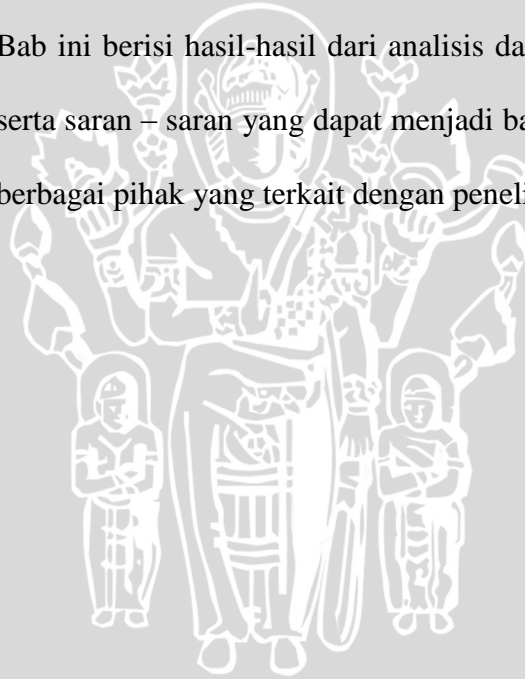 Bab ini berisi hasil-hasil dari analisis da
serta saran – saran yang dapat menjadi ba
berbagai pihak yang terkait dengan peneli